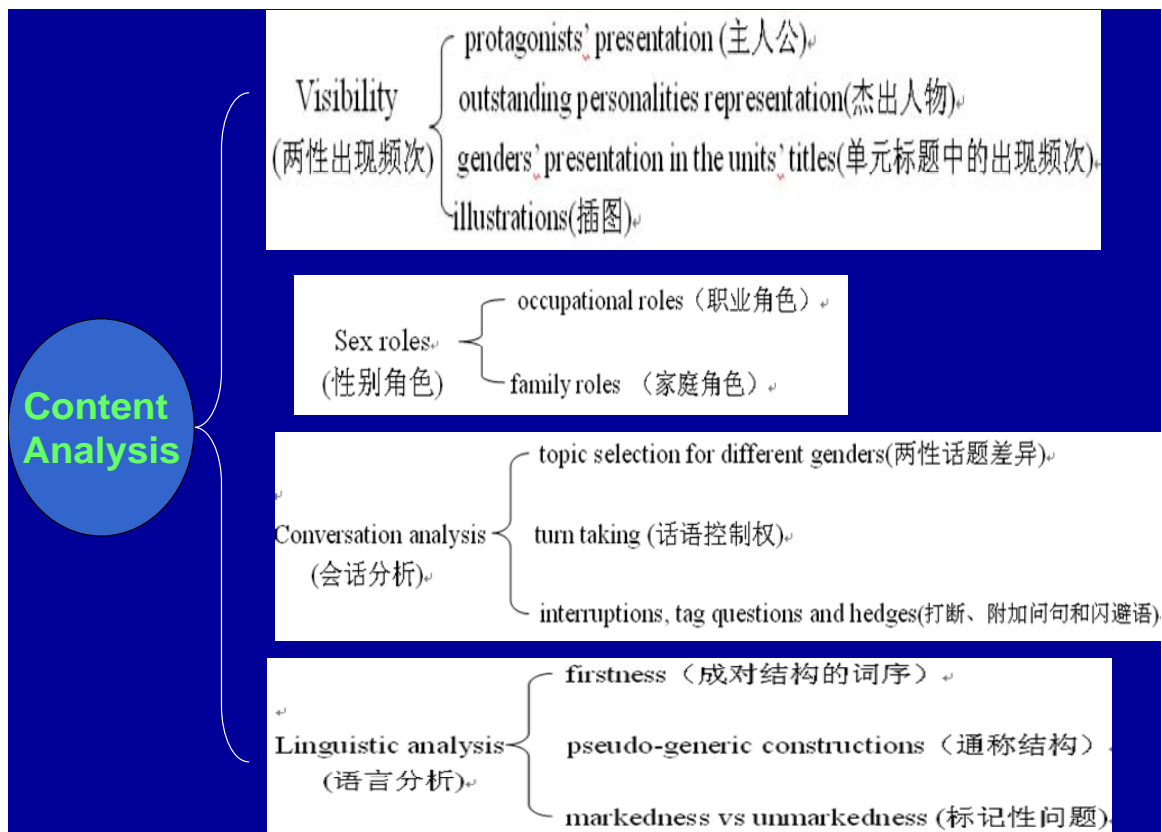 Content
Analysis
Visibility
(两性出现频次)
protagonists’ presentation (主人公)
outstanding personalities representation(杰出人物)
genders’ presentation in the units’ titles(单元标题中的出现频次)
illustrations(插图)
Sex roles
(性别角色)
occupational roles（职业角色）
family roles （家庭角色）
Conversation analysis
(会话分析)
topic selection for different genders(两性话题差异)
turn taking (话语控制权)
interruptions, tag questions and hedges(打断、附加问句和闪避语)
Linguistic analysis
(语言分析)
firstness（成对结构的词序）
pseudo-generic constructions（通称结构）
markedness vs unmarkedness (标记性问题)